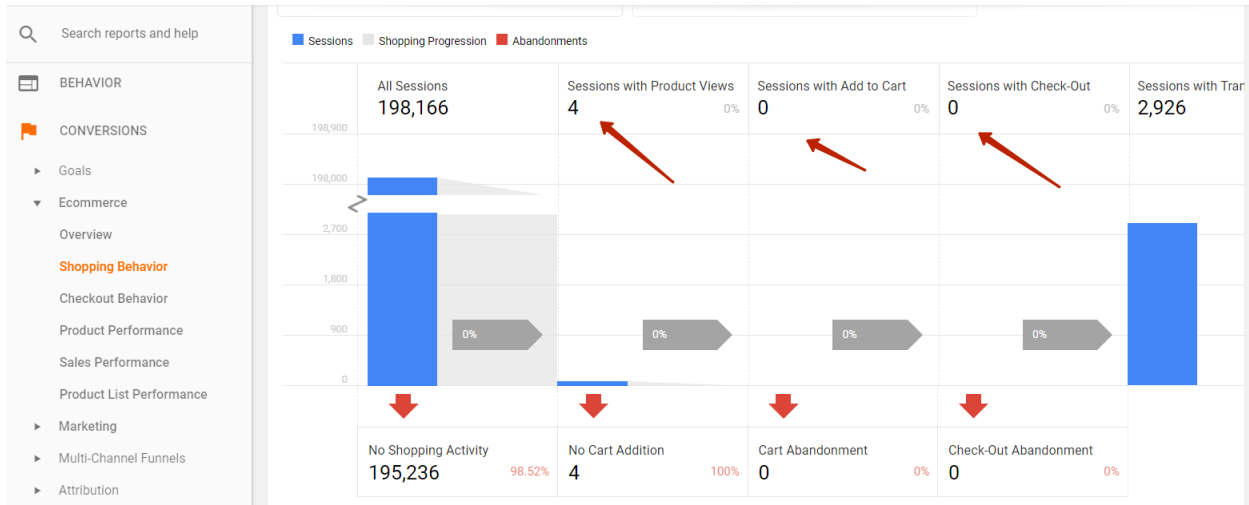 Search reports and help
BEHAVIOR
CONVERSIONS
Goals
Ecommerce
Overview
Shopping Behavior
Checkout Behavior
Product Performance
Sales Performance
Product List Performance
Marketing
Multi-Channel Funnels
Attribution
Sessions Shopping Progression Abandonments
All Sessions Sessions with Product Views Sessions with Add to Cart Sessions with Check-Out Sessions with Tran
198,166 4 0% 0 0% 0 0% 2,926
198,900
198,000
2,700
1,800
900 0% 0% 0% 0%
0
No Shopping Activity No Cart Addition Cart Abandonment Check-Out Abandonment
195,236 98.52% 4 100% 0 0% 0 0%